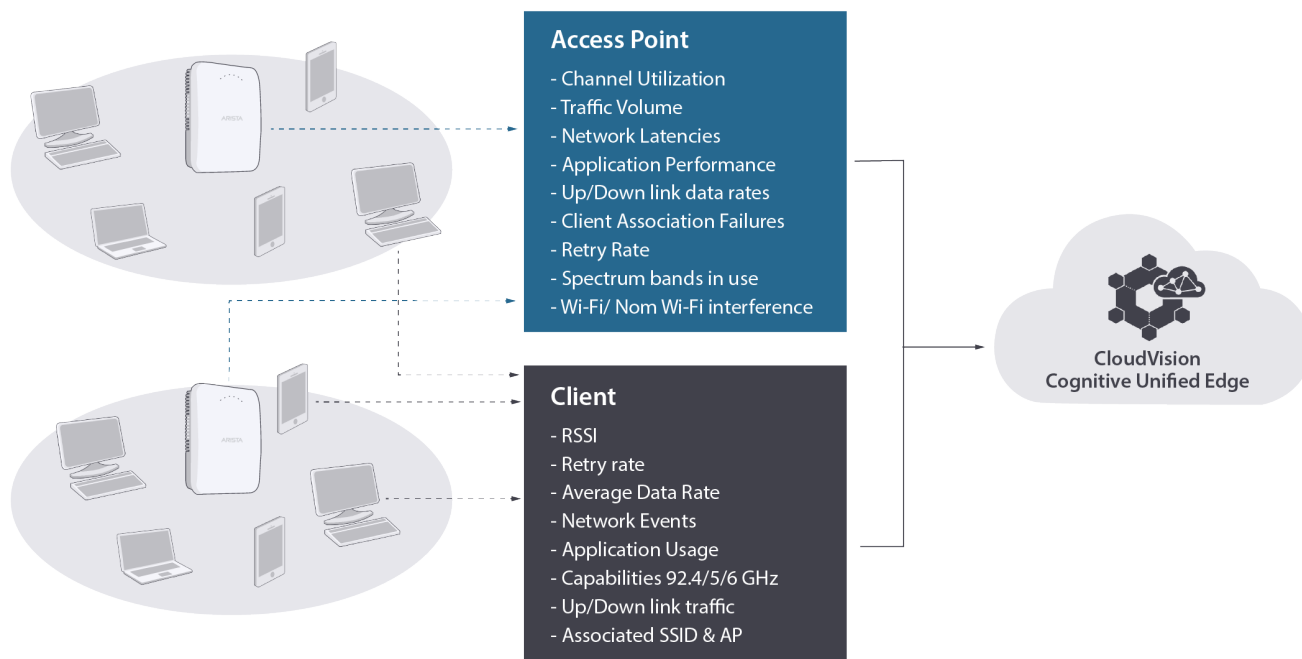 ARISTA
Access Point
- Channel Utilization
- Traffic Volume
- Network Latencies
- Application Performance
- Up/Down link data rates
- Client Association Failures
- Retry Rate
- Spectrum bands in use
- Wi-Fi/ Nom Wi-Fi interference
ARISTA
Client
- RSSI
- Retry rate
- Average Data Rate
- Network Events
- Application Usage
- Capabilities 92.4/5/6 GHz
- Up/Down link traffic
- Associated SSID & AP
CloudVision
Cognitive Unified Edge